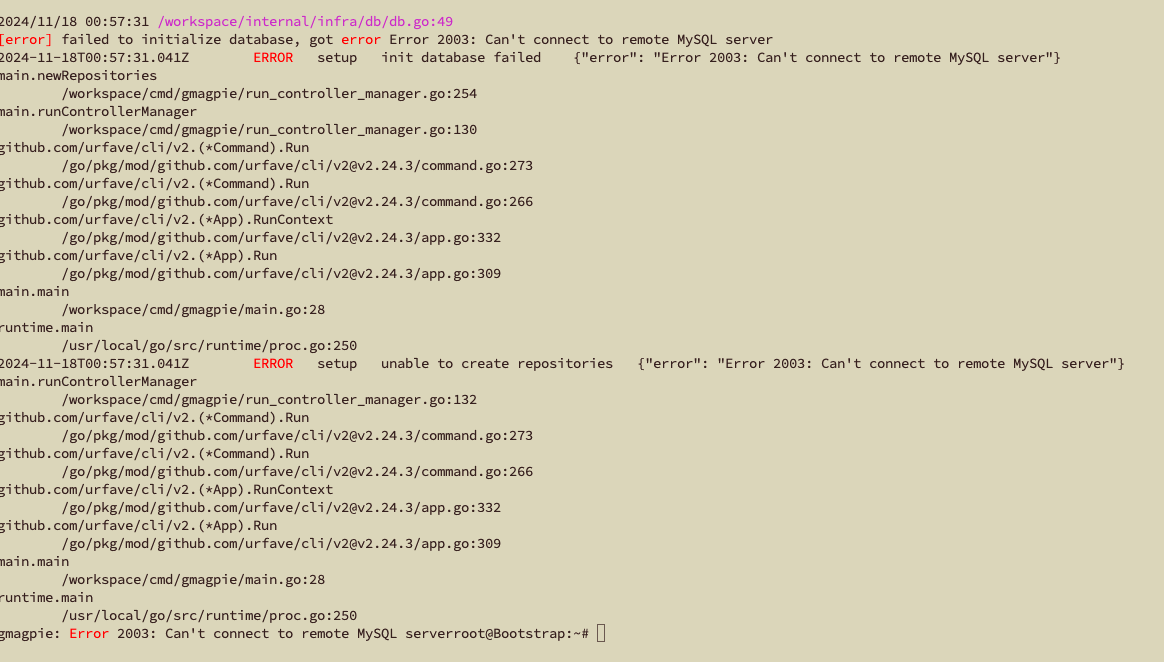 2024/11/18 00:57:31 /workspace/internal/infra/db/db.go:49
[error] failed to initialize database, got error Error 2003: Can't connect to remote MySQL server
2024-11-18T00:57:31.041Z ERROR setup init database failed {"error": "Error 2003: Can't connect to remote MySQL server"}
main.newRepositories
/workspace/cmd/gmagpie/run_controller_manager.go:254
main.runControllerManager
/workspace/cmd/gmagpie/run_controller_manager.go:130
github.com/urfave/cli/v2.(*Command).Run
/go/pkg/mod/github.com/urfave/cli/v2@v2.24.3/command.go:273
github.com/urfave/cli/v2.(*Command).Run
/go/pkg/mod/github.com/urfave/cli/v2@v2.24.3/command.go:266
github.com/urfave/cli/v2.(*App).RunContext
/go/pkg/mod/github.com/urfave/cli/v2@v2.24.3/app.go:332
github.com/urfave/cli/v2.(*App).Run
/go/pkg/mod/github.com/urfave/cli/v2@v2.24.3/app.go:309
main.main
/workspace/cmd/gmagpie/main.go:28
runtime.main
/usr/local/go/src/runtime/proc.go:250
2024-11-18T00:57:31.041Z ERROR setup unable to create repositories {"error": "Error 2003: Can't connect to remote MySQL server"}
main.runControllerManager
/workspace/cmd/gmagpie/run_controller_manager.go:132
github.com/urfave/cli/v2.(*Command).Run
/go/pkg/mod/github.com/urfave/cli/v2@v2.24.3/command.go:273
github.com/urfave/cli/v2.(*Command).Run
/go/pkg/mod/github.com/urfave/cli/v2@v2.24.3/command.go:266
github.com/urfave/cli/v2.(*App).RunContext
/go/pkg/mod/github.com/urfave/cli/v2@v2.24.3/app.go:332
github.com/urfave/cli/v2.(*App).Run
/go/pkg/mod/github.com/urfave/cli/v2@v2.24.3/app.go:309
main.main
/workspace/cmd/gmagpie/main.go:28
runtime.main
/usr/local/go/src/runtime/proc.go:250
gmagpie: Error 2003: Can't connect to remote MySQL serverroot@Bootstrap:~#